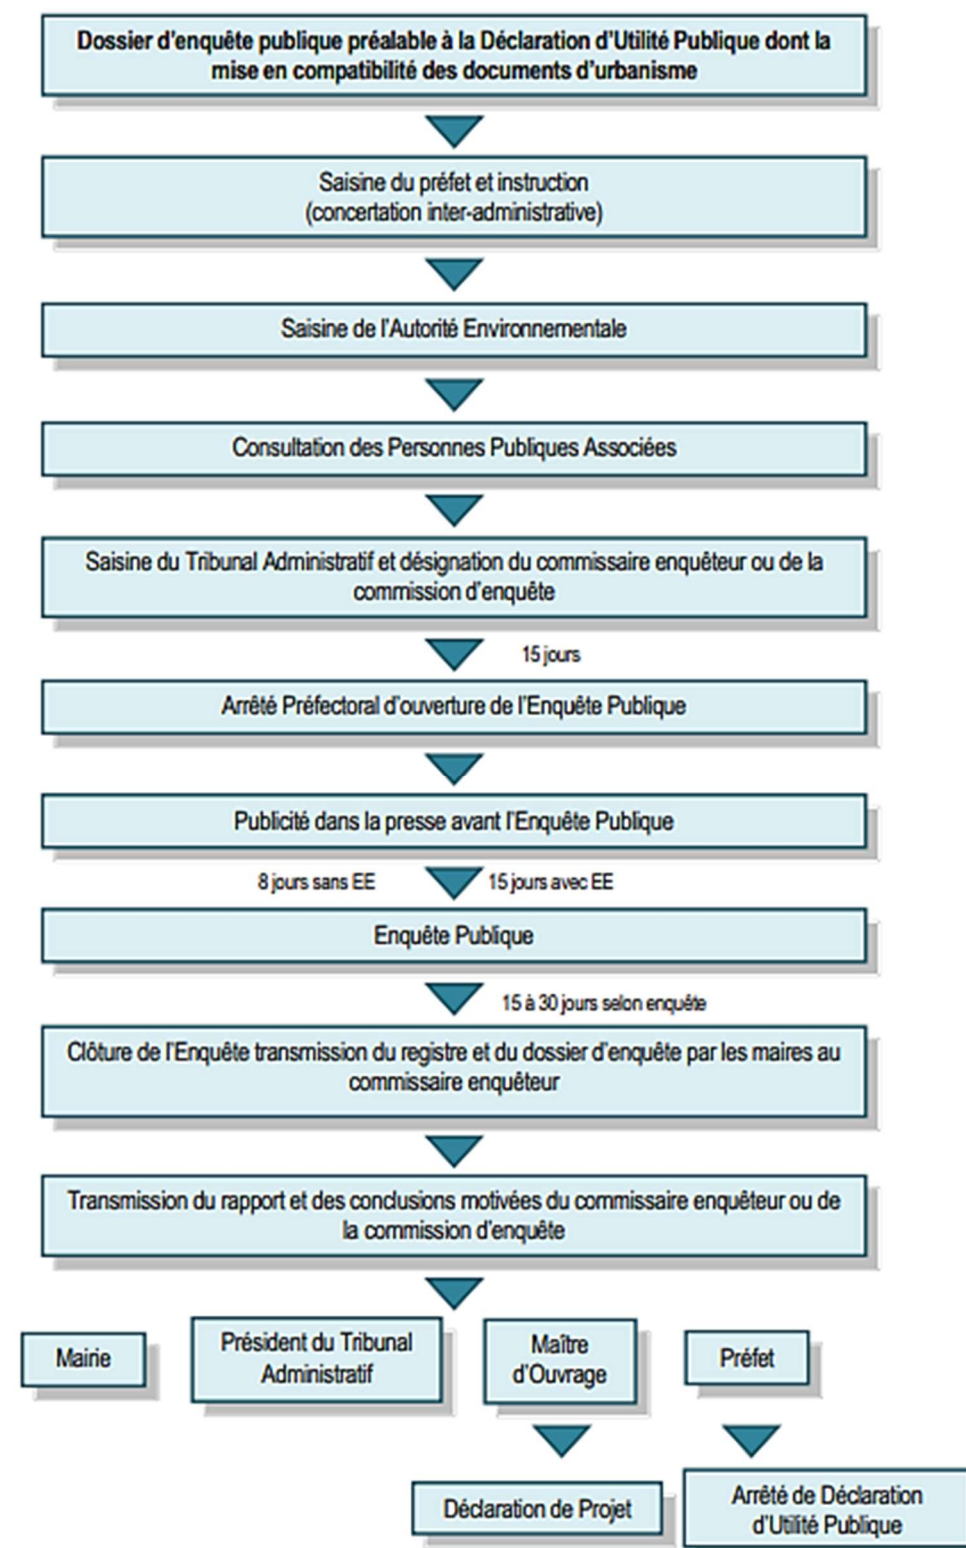 Dossier d'enquête publique préalable à la Déclaration d'Utilité Publique dont la
mise en compatibilité des documents d'urbanisme
Saisine du préfet et instruction
(concertation inter-administrative)
Saisine de l'Autorité Environnementale
Consultation des Personnes Publiques Associées
Saisine du Tribunal Administratif et désignation du commissaire enquêteur ou de la
commission d'enquête
15 jours
Arrêté Préfectoral d'ouverture de l'Enquête Publique
Publicité dans la presse avant l'Enquête Publique
8 jours sans EE
15 jours avec EE
Enquête Publique
15 à 30 jours selon enquête
Clôture de l'Enquête transmission du registre et du dossier d'enquête par les maires au
commissaire enquêteur
Transmission du rapport et des conclusions motivées du commissaire enquêteur ou de
la commission d'enquête
Mairie
Président du Tribunal
Administratif
Maître
d'Ouvrage
Préfet
Déclaration de Projet
Arrêté de Déclaration
d'Utilité Publique